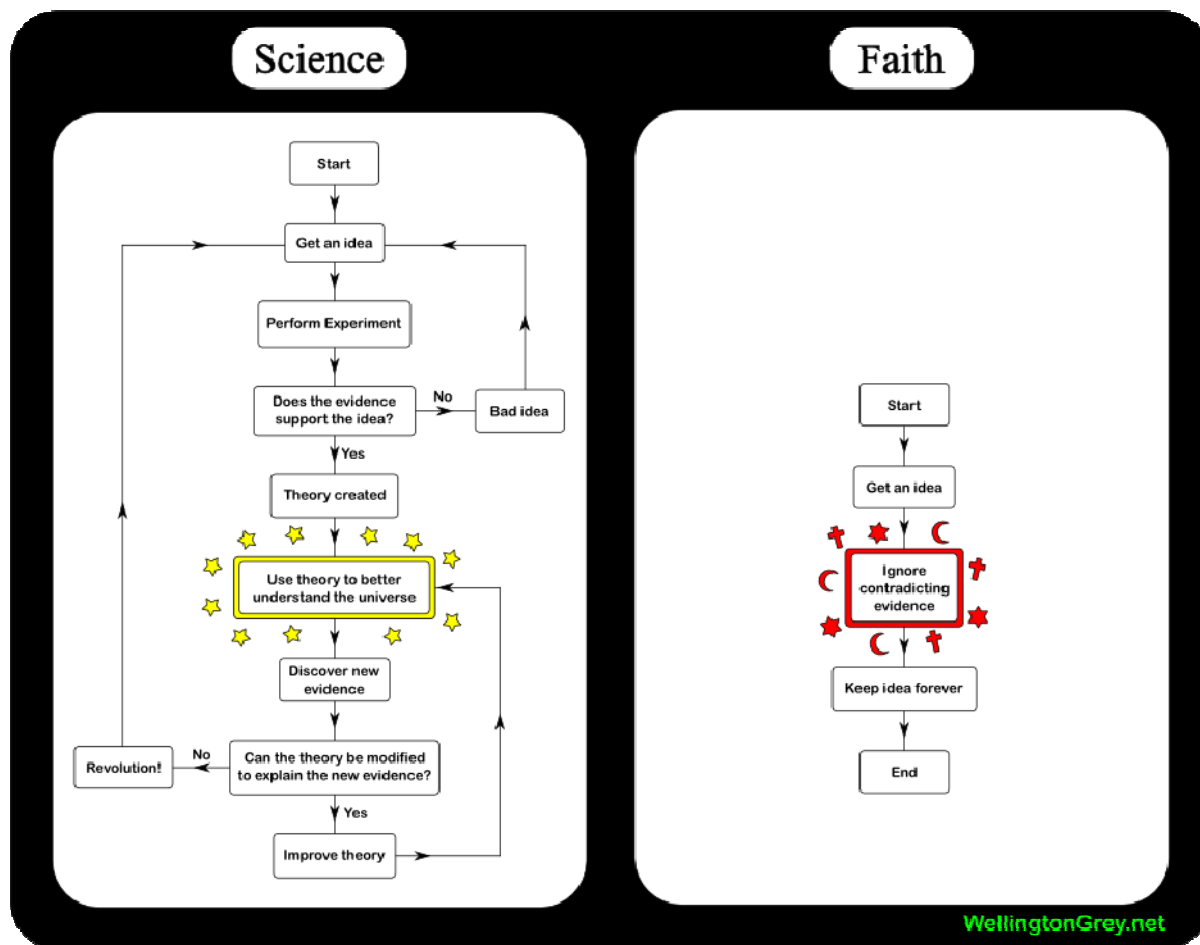 Science
Start
Get an idea
Perform Experiment
Does the evidence
support the idea?
No
Bad idea
Yes
Theory created
Use theory to better
understand the universe
Discover new
evidence
Can the theory be modified
to explain the new evidence?
No
Revolution!
Yes
Improve theory
Faith
Start
Get an idea
Ignore
contradicting
evidence
Keep idea forever
End
WellingtonGrey.net